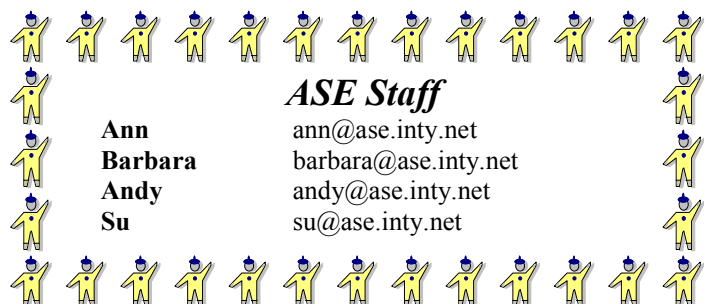 ASE Staff
Ann ann@ase.inty.net
Barbara barbara@ase.inty.net
Andy andy@ase.inty.net
Su su@ase.inty.net